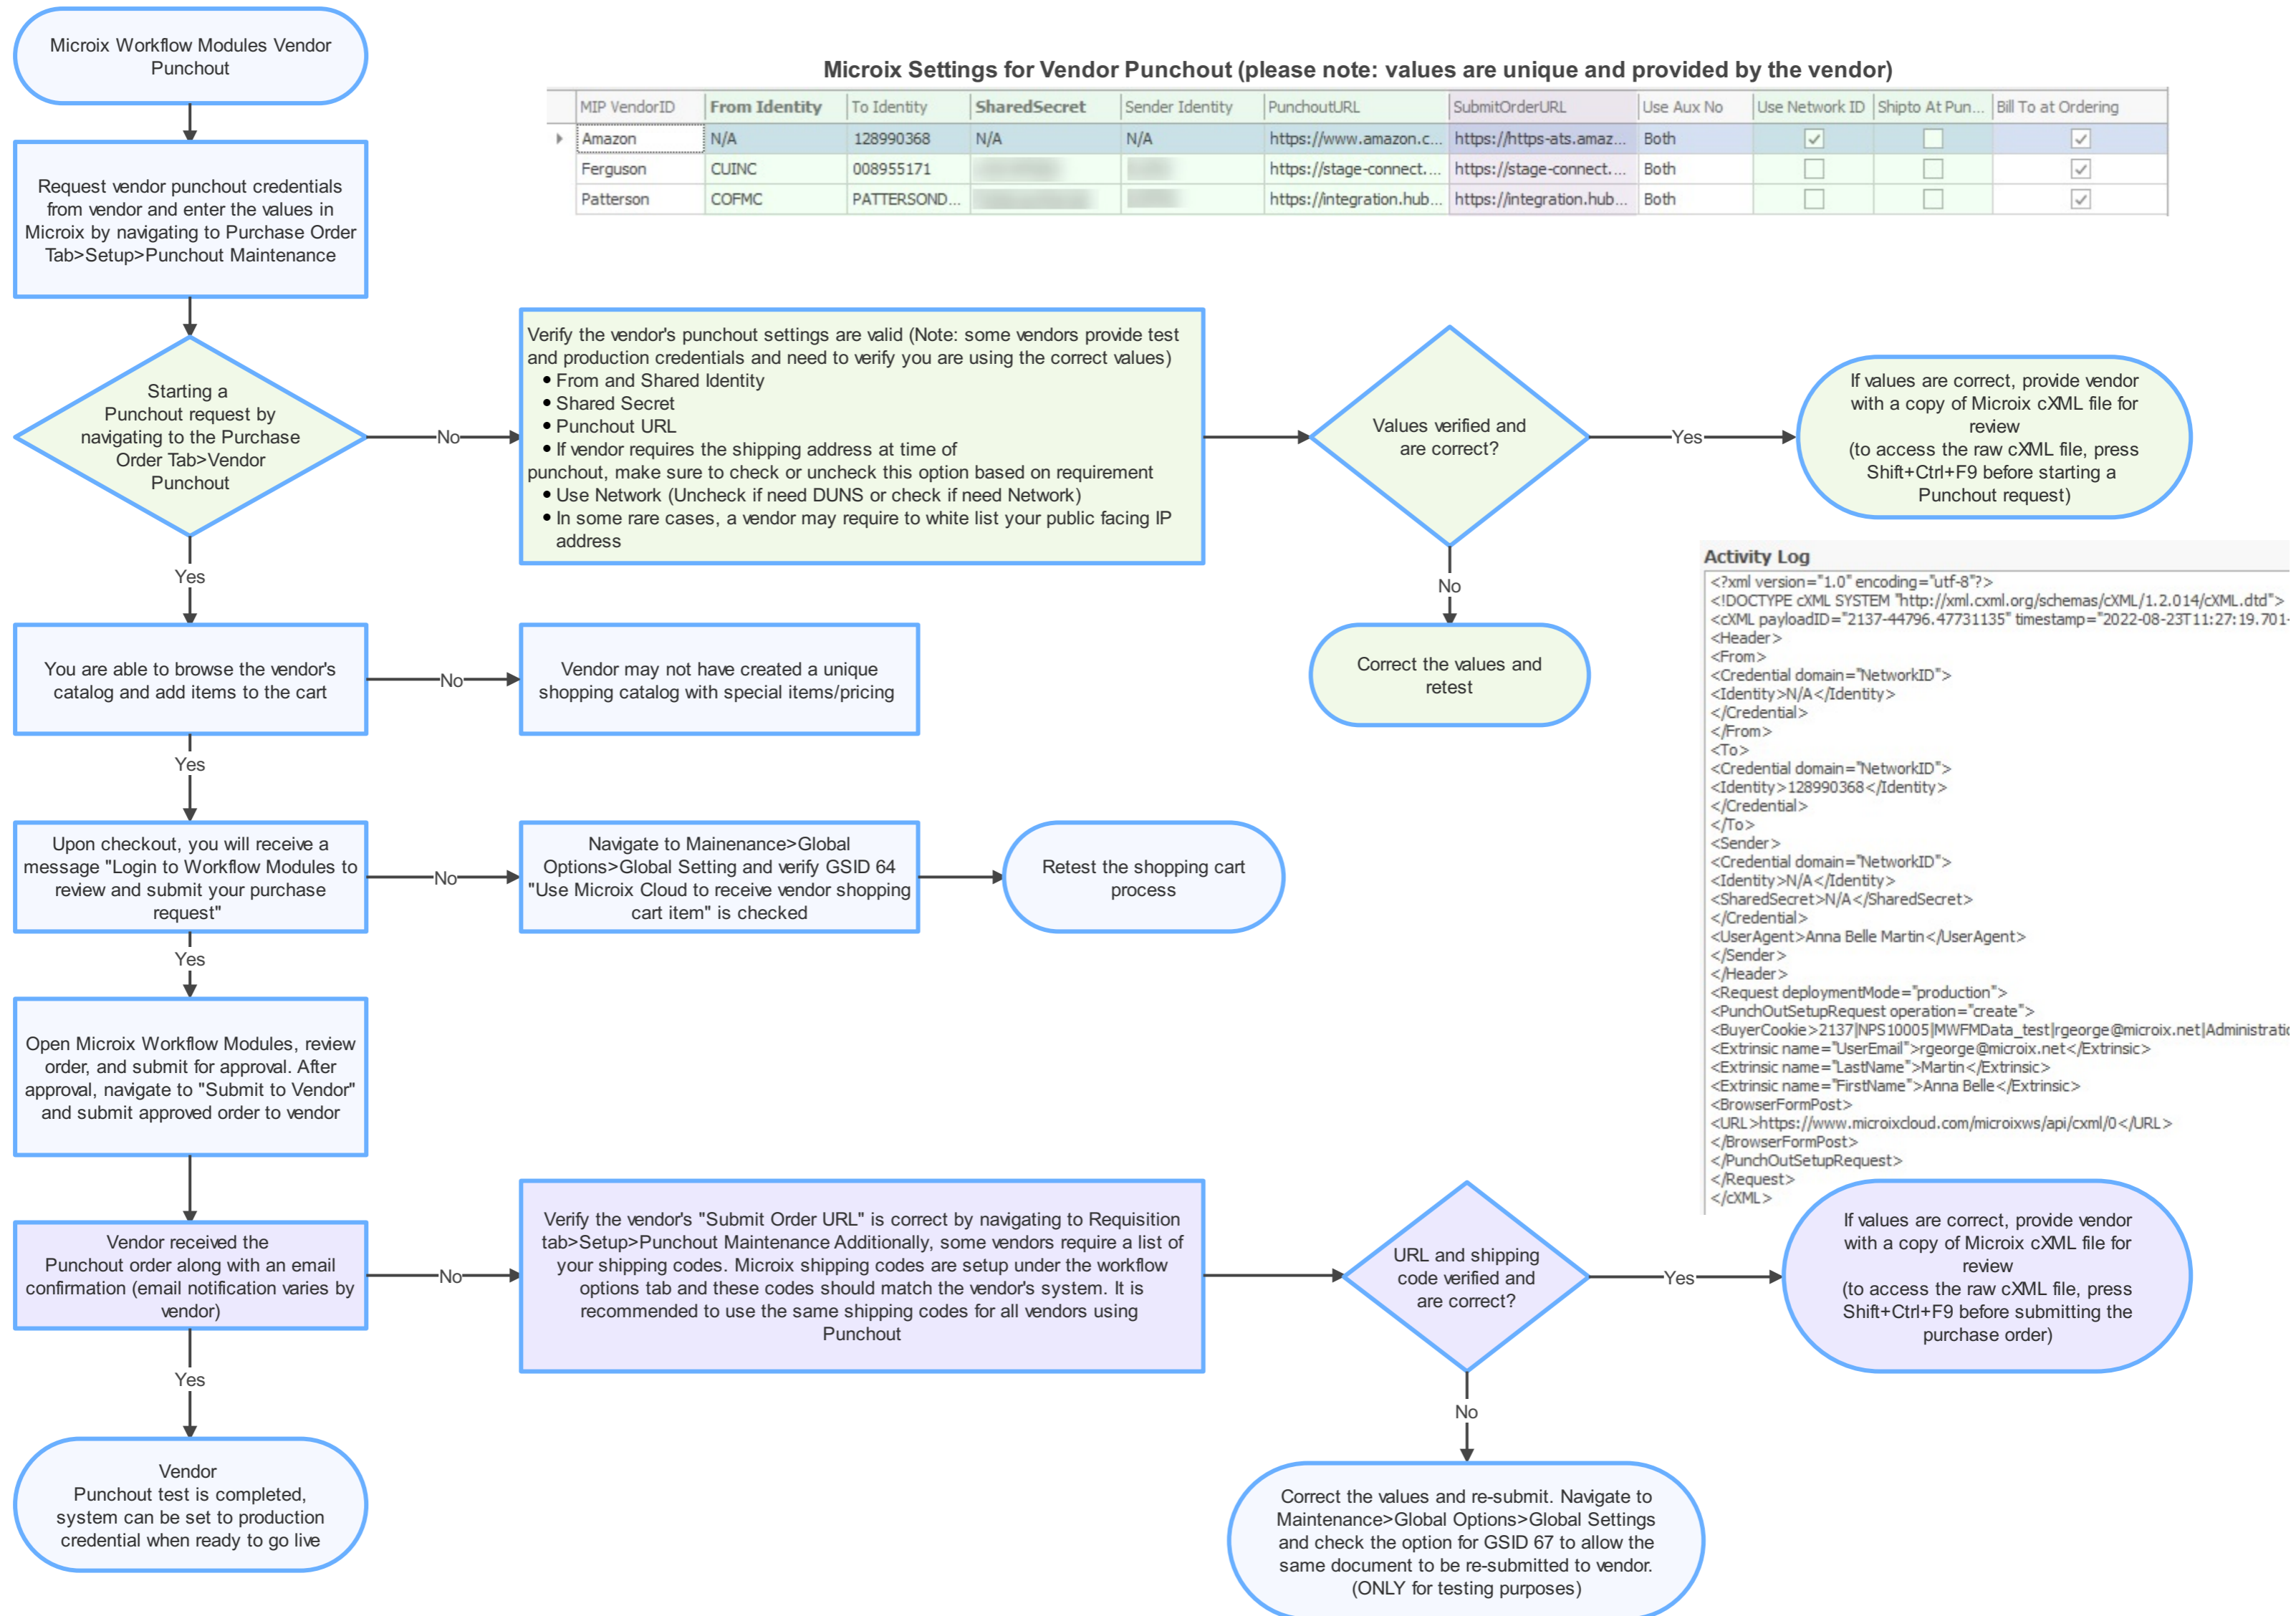 Microix Workflow Modules Vendor
Punchout
Microix Settings for Vendor Punchout (please note: values are unique and provided by the vendor)
MIP VendorID From Identity To Identity SharedSecret Sender Identity PunchoutURL SubmitOrderURL Use Aux No Use Network ID Shipto At Pun... Bill To at Ordering
Amazon N/A 128990368 N/A N/A https://www.amazon.c... https://https-ats.amaz... Both
Ferguson CUINC 008955171 https://stage-connect.... https://stage-connect.... Both
Patterson COFMC PATTERSOND... https://integration.hub... https://integration.hub... Both
Request vendor punchout credentials
from vendor and enter the values in
Microix by navigating to Purchase Order
Tab>Setup>Punchout Maintenance
Starting a
Punchout request by
navigating to the Purchase
Order Tab>Vendor
Punchout
No
Verify the vendor's punchout settings are valid (Note: some vendors provide test
and production credentials and need to verify you are using the correct values)
• From and Shared Identity
• Shared Secret
• Punchout URL
• If vendor requires the shipping address at time of
punchout, make sure to check or uncheck this option based on requirement
• Use Network (Uncheck if need DUNS or check if need Network)
• In some rare cases, a vendor may require to white list your public facing IP
address
Values verified and
are correct?
Yes
If values are correct, provide vendor
with a copy of Microix cXML file for
review
(to access the raw cXML file, press
Shift+Ctrl+F9 before starting a
Punchout request)
No
Correct the values and
retest
Yes
You are able to browse the vendor's
catalog and add items to the cart
No
Vendor may not have created a unique
shopping catalog with special items/pricing
Yes
Upon checkout, you will receive a
message "Login to Workflow Modules to
review and submit your purchase
request"
No
Navigate to Mainenance>Global
Options>Global Setting and verify GSID 64
"Use Microix Cloud to receive vendor shopping
cart item" is checked
Retest the shopping cart
process
Yes
Open Microix Workflow Modules, review
order, and submit for approval. After
approval, navigate to "Submit to Vendor"
and submit approved order to vendor
Activity Log
<?xml version="1.0" encoding="utf-8"?>
<!DOCTYPE cXML SYSTEM "http://xml.cxml.org/schemas/cXML/1.2.014/cXML.dtd">
<cXML payloadID="2137-44796.47731135" timestamp="2022-08-23T11:27:19.701-
<Header>
<From>
<Credential domain="NetworkID">
<Identity>N/A</Identity>
</Credential>
</From>
<To>
<Credential domain="NetworkID">
<Identity>128990368</Identity>
</Credential>
</To>
<Sender>
<Credential domain="NetworkID">
<Identity>N/A</Identity>
<SharedSecret>N/A</SharedSecret>
</Credential>
<UserAgent>Anna Belle Martin</UserAgent>
</Sender>
</Header>
<Request deploymentMode="production">
<PunchOutSetupRequest operation="create">
<BuyerCookie>2137|NPS10005|MWFMData_test|rgeorge@microix.net|Administratio
<Extrinsic name="UserEmail">rgeorge@microix.net</Extrinsic>
<Extrinsic name="LastName">Martin</Extrinsic>
<Extrinsic name="FirstName">Anna Belle</Extrinsic>
<BrowserFormPost>
<URL>https://www.microixcloud.com/microixws/api/cxml/0</URL>
</BrowserFormPost>
</PunchOutSetupRequest>
</Request>
</cXML>
Vendor received the
Punchout order along with an email
confirmation (email notification varies by
vendor)
No
Verify the vendor's "Submit Order URL" is correct by navigating to Requisition
tab>Setup>Punchout Maintenance Additionally, some vendors require a list of
your shipping codes. Microix shipping codes are setup under the workflow
options tab and these codes should match the vendor's system. It is
recommended to use the same shipping codes for all vendors using
Punchout
URL and shipping
code verified and
are correct?
Yes
If values are correct, provide vendor
with a copy of Microix cXML file for
review
(to access the raw cXML file, press
Shift+Ctrl+F9 before submitting the
purchase order)
Yes
No
Vendor
Punchout test is completed,
system can be set to production
credential when ready to go live
Correct the values and re-submit. Navigate to
Maintenance>Global Options>Global Settings
and check the option for GSID 67 to allow the
same document to be re-submitted to vendor.
(ONLY for testing purposes)